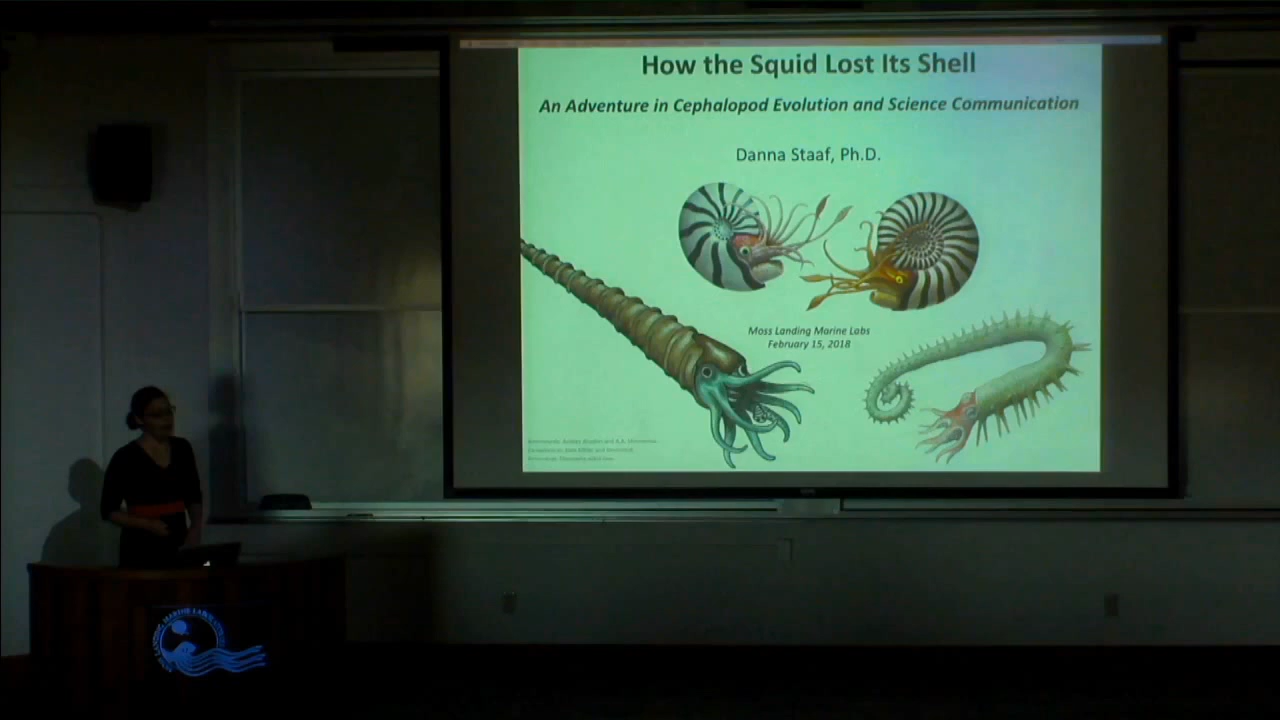 How the Squid Lost Its Shell
An Adventure in Cephalopod Evolution and Science Communication
Danna Staaf, Ph.D.
Moss Landing Marine Labs
February 15, 2018